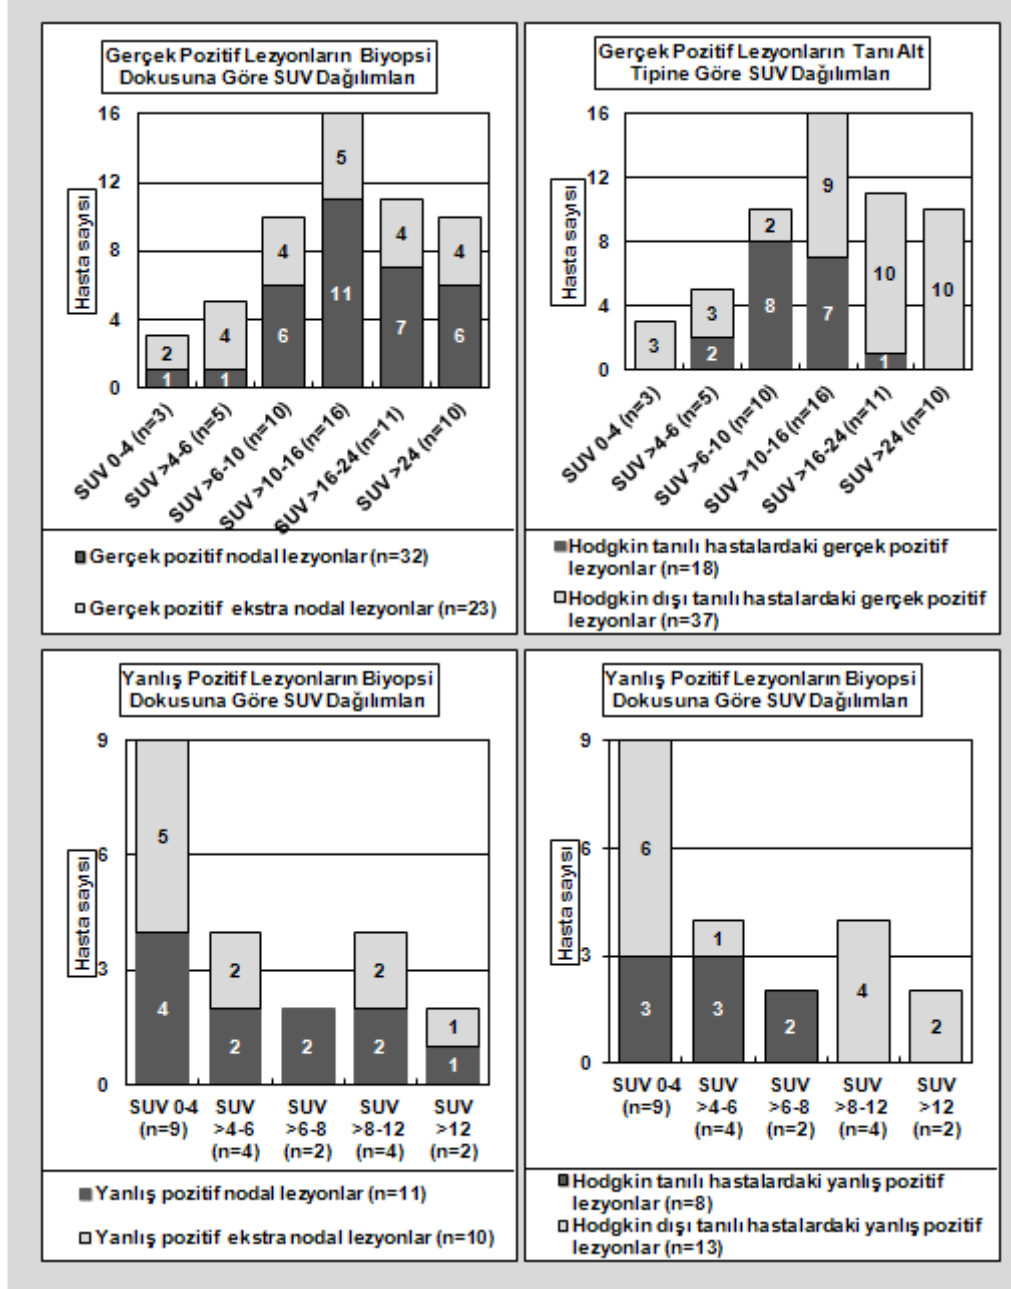 Gerçek Pozitif Lezyonların Biyopsi
Dokusuna Göre SUV Dağılımları
Hasta sayısı
16
12
8
4
0
2
1
4
1
4
6
5
11
4
7
4
6
SUV 0-4 (n=3)
SUV >4-6 (n=5)
SUV >6-10 (n=10)
SUV >10-16 (n=16)
SUV >16-24 (n=11)
SUV >24 (n=10)
Gerçek pozitif nodal lezyonlar (n=32)
Gerçek pozitif ekstra nodal lezyonlar (n=23)
Gerçek Pozitif Lezyonların Tanı Alt
Tipine Göre SUV Dağılımları
Hasta sayısı
16
12
8
4
0
3
3
2
2
8
9
7
10
1
10
SUV 0-4 (n=3)
SUV >4-6 (n=5)
SUV >6-10 (n=10)
SUV >10-16 (n=16)
SUV >16-24 (n=11)
SUV >24 (n=10)
Hodgkin tanılı hastalardaki gerçek pozitif
lezyonlar (n=18)
Hodgkin dışı tanılı hastalardaki gerçek pozitif
lezyonlar (n=37)
Yanlış Pozitif Lezyonların Biyopsi
Dokusuna Göre SUV Dağılımları
Hasta sayısı
9
6
3
0
5
4
2
2
2
2
2
1
1
SUV 0-4
(n=9)
SUV
>4-6
(n=4)
SUV
>6-8
(n=2)
SUV
>8-12
(n=4)
SUV
>12
(n=2)
Yanlış pozitif nodal lezyonlar (n=11)
Yanlış pozitif ekstra nodal lezyonlar (n=10)
Yanlış Pozitif Lezyonların Biyopsi
Dokusuna Göre SUV Dağılımları
Hasta sayısı
9
6
3
0
6
3
1
3
2
4
2
SUV 0-4
(n=9)
SUV
>4-6
(n=4)
SUV
>6-8
(n=2)
SUV
>8-12
(n=4)
SUV
>12
(n=2)
Hodgkin tanılı hastalardaki yanlış pozitif
lezyonlar (n=8)
Hodgkin dışı tanılı hastalardaki yanlış pozitif
lezyonlar (n=13)